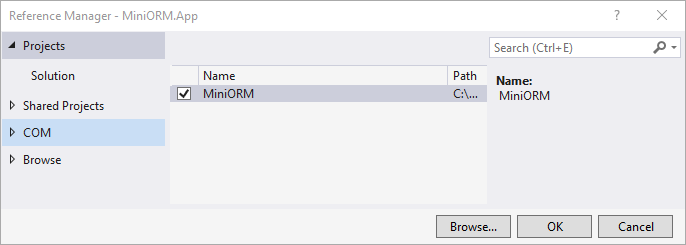 Reference Manager - MiniORM.App
Projects
Solution
Shared Projects
COM
Browse
Name Path
MiniORM C:\...
Search (Ctrl+E)
Name:
MiniORM
Browse... OK Cancel